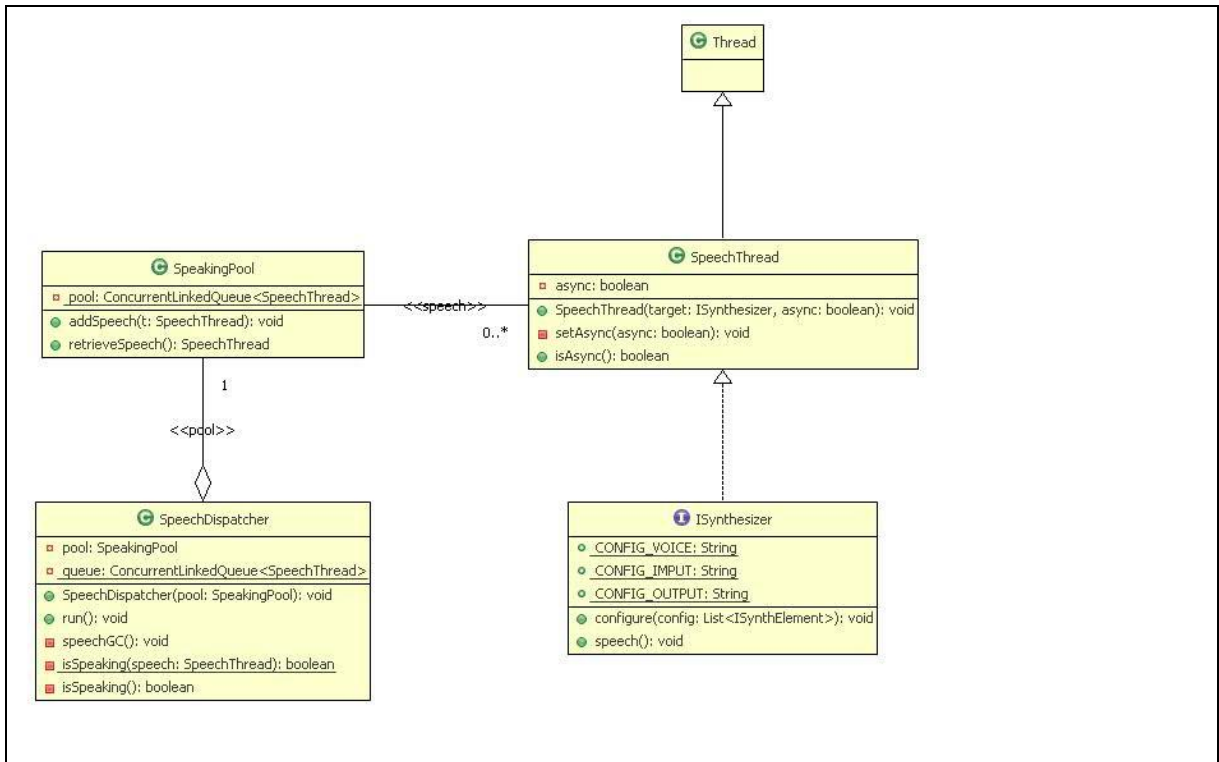 Thread
SpeechThread
async: boolean
SpeechThread(target: ISynthesizer, async: boolean): void
setAsync(async: boolean): void
isAsync(): boolean
SpeakingPool
pool: ConcurrentLinkedQueue<SpeechThread>
addSpeech(t: SpeechThread): void
retrieveSpeech(): SpeechThread
<<speech>>
0..*
1
<<pool>>
SpeechDispatcher
pool: SpeakingPool
queue: ConcurrentLinkedQueue<SpeechThread>
SpeechDispatcher(pool: SpeakingPool): void
run(): void
speechGC(): void
isSpeaking(speech: SpeechThread): boolean
isSpeaking(): boolean
ISynthesizer
CONFIG_VOICE: String
CONFIG_IMPUT: String
CONFIG_OUTPUT: String
configure(config: List<ISynthElement>): void
speech(): void